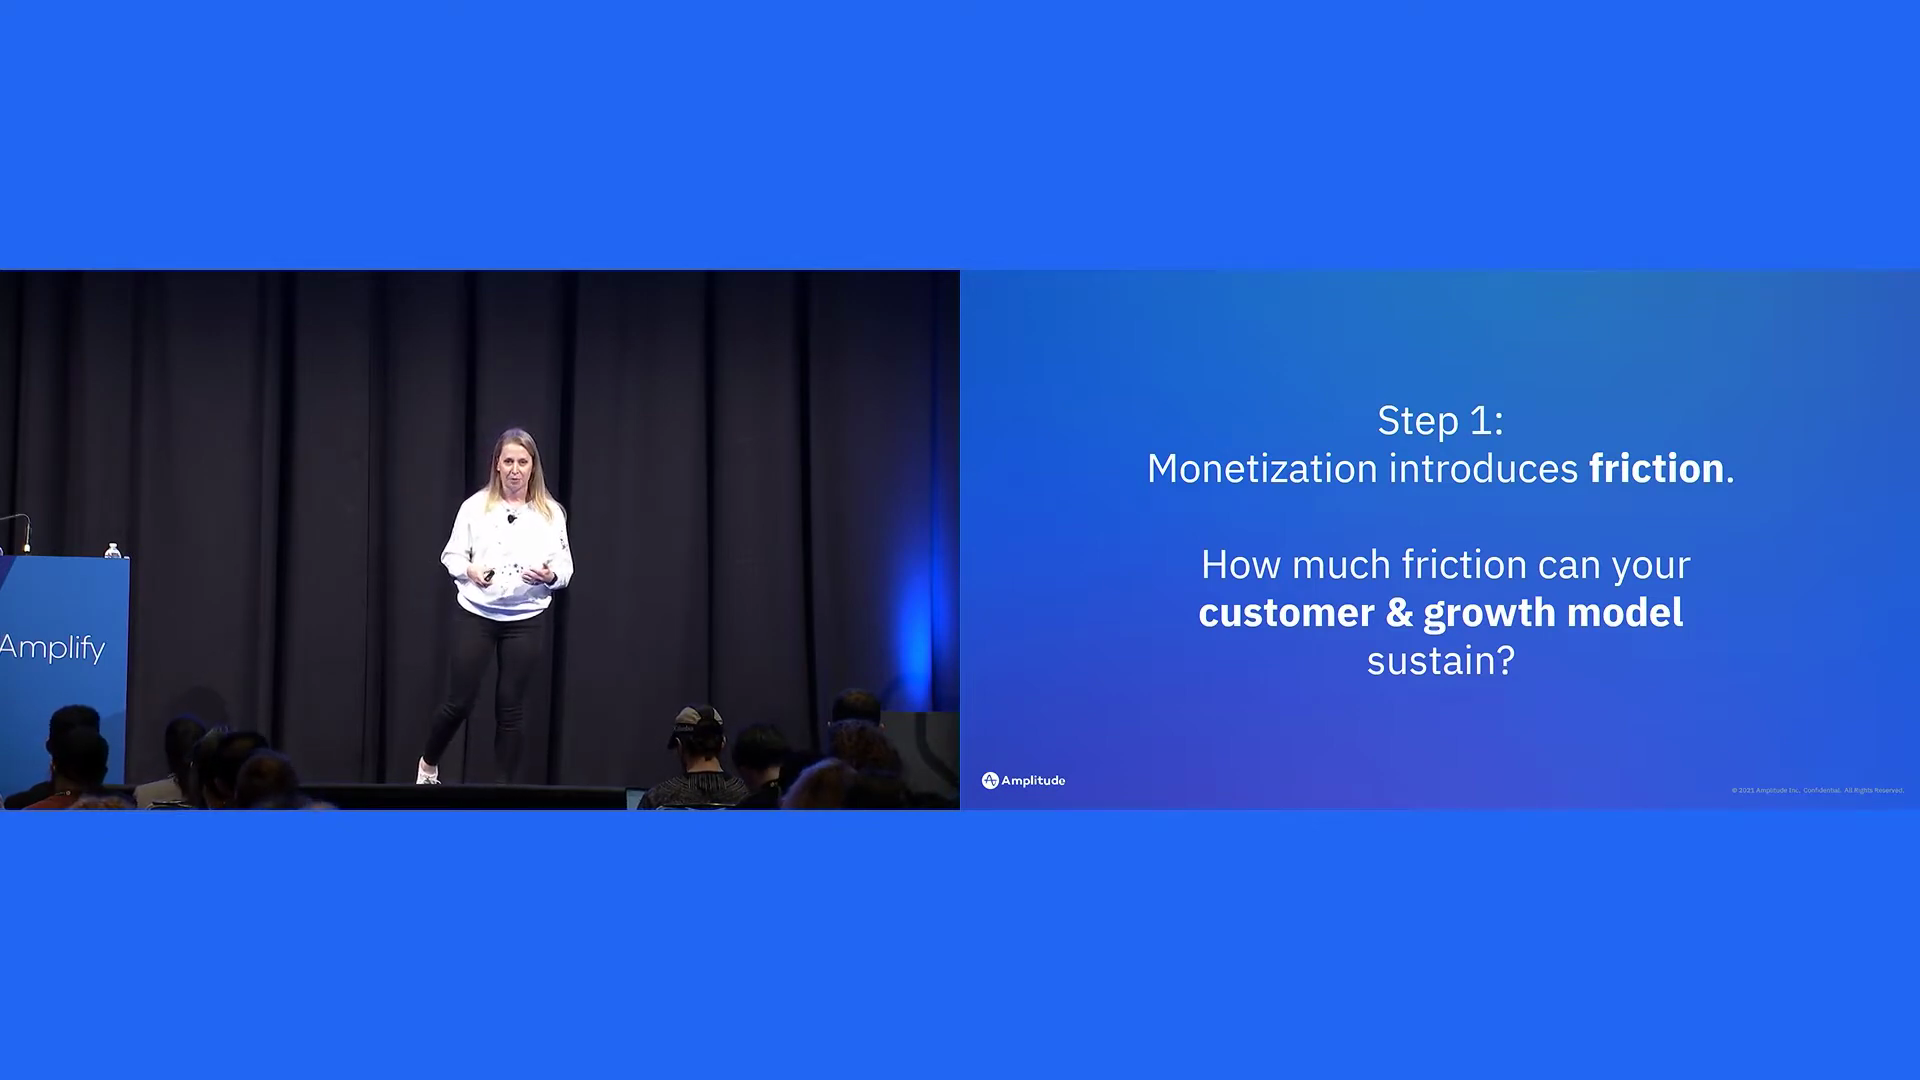 Amplify
Step 1:
Monetization introduces friction.
How much friction can your
customer & growth model
sustain?
Amplitude
© 2021 Amplitude Inc. Confidential. All Rights Reserved.